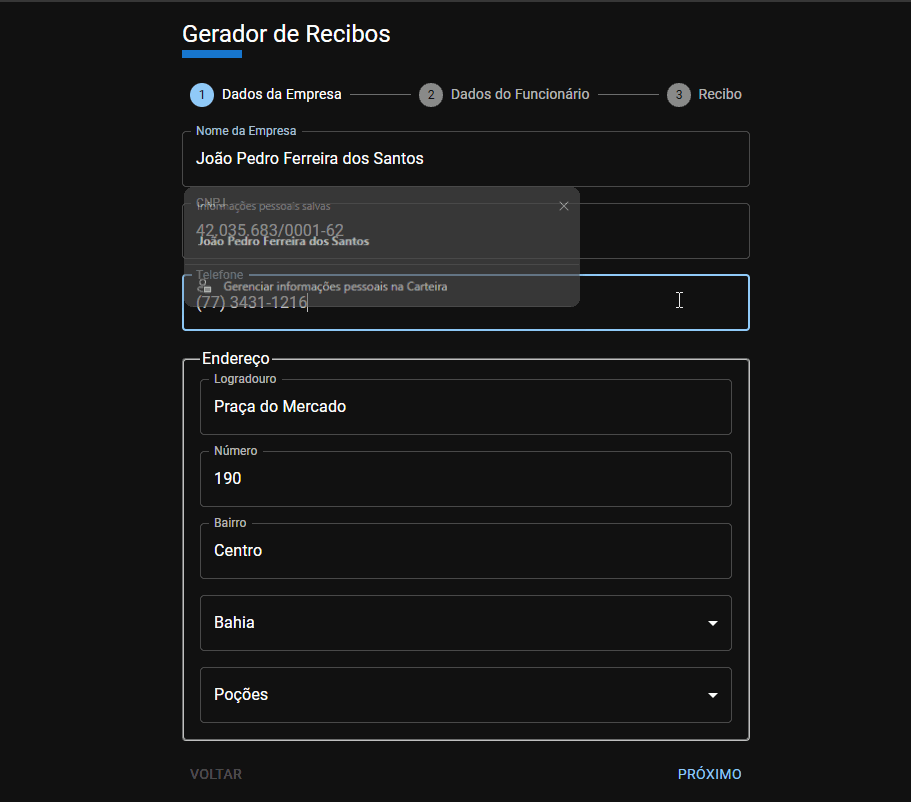 Gerador de Recibos
1 Dados da Empresa 2 Dados do Funcionário 3 Recibo
Nome da Empresa
João Pedro Ferreira dos Santos
CNPJ
Informações pessoais salvas
42.035.683/0001-62
João Pedro Ferreira dos Santos
Telefone
Gerenciar informações pessoais na Carteira
(77) 3431-1216
Endereço
Logradouro
Praça do Mercado
Número
190
Bairro
Centro
Bahia
Poções
VOLTAR PRÓXIMO